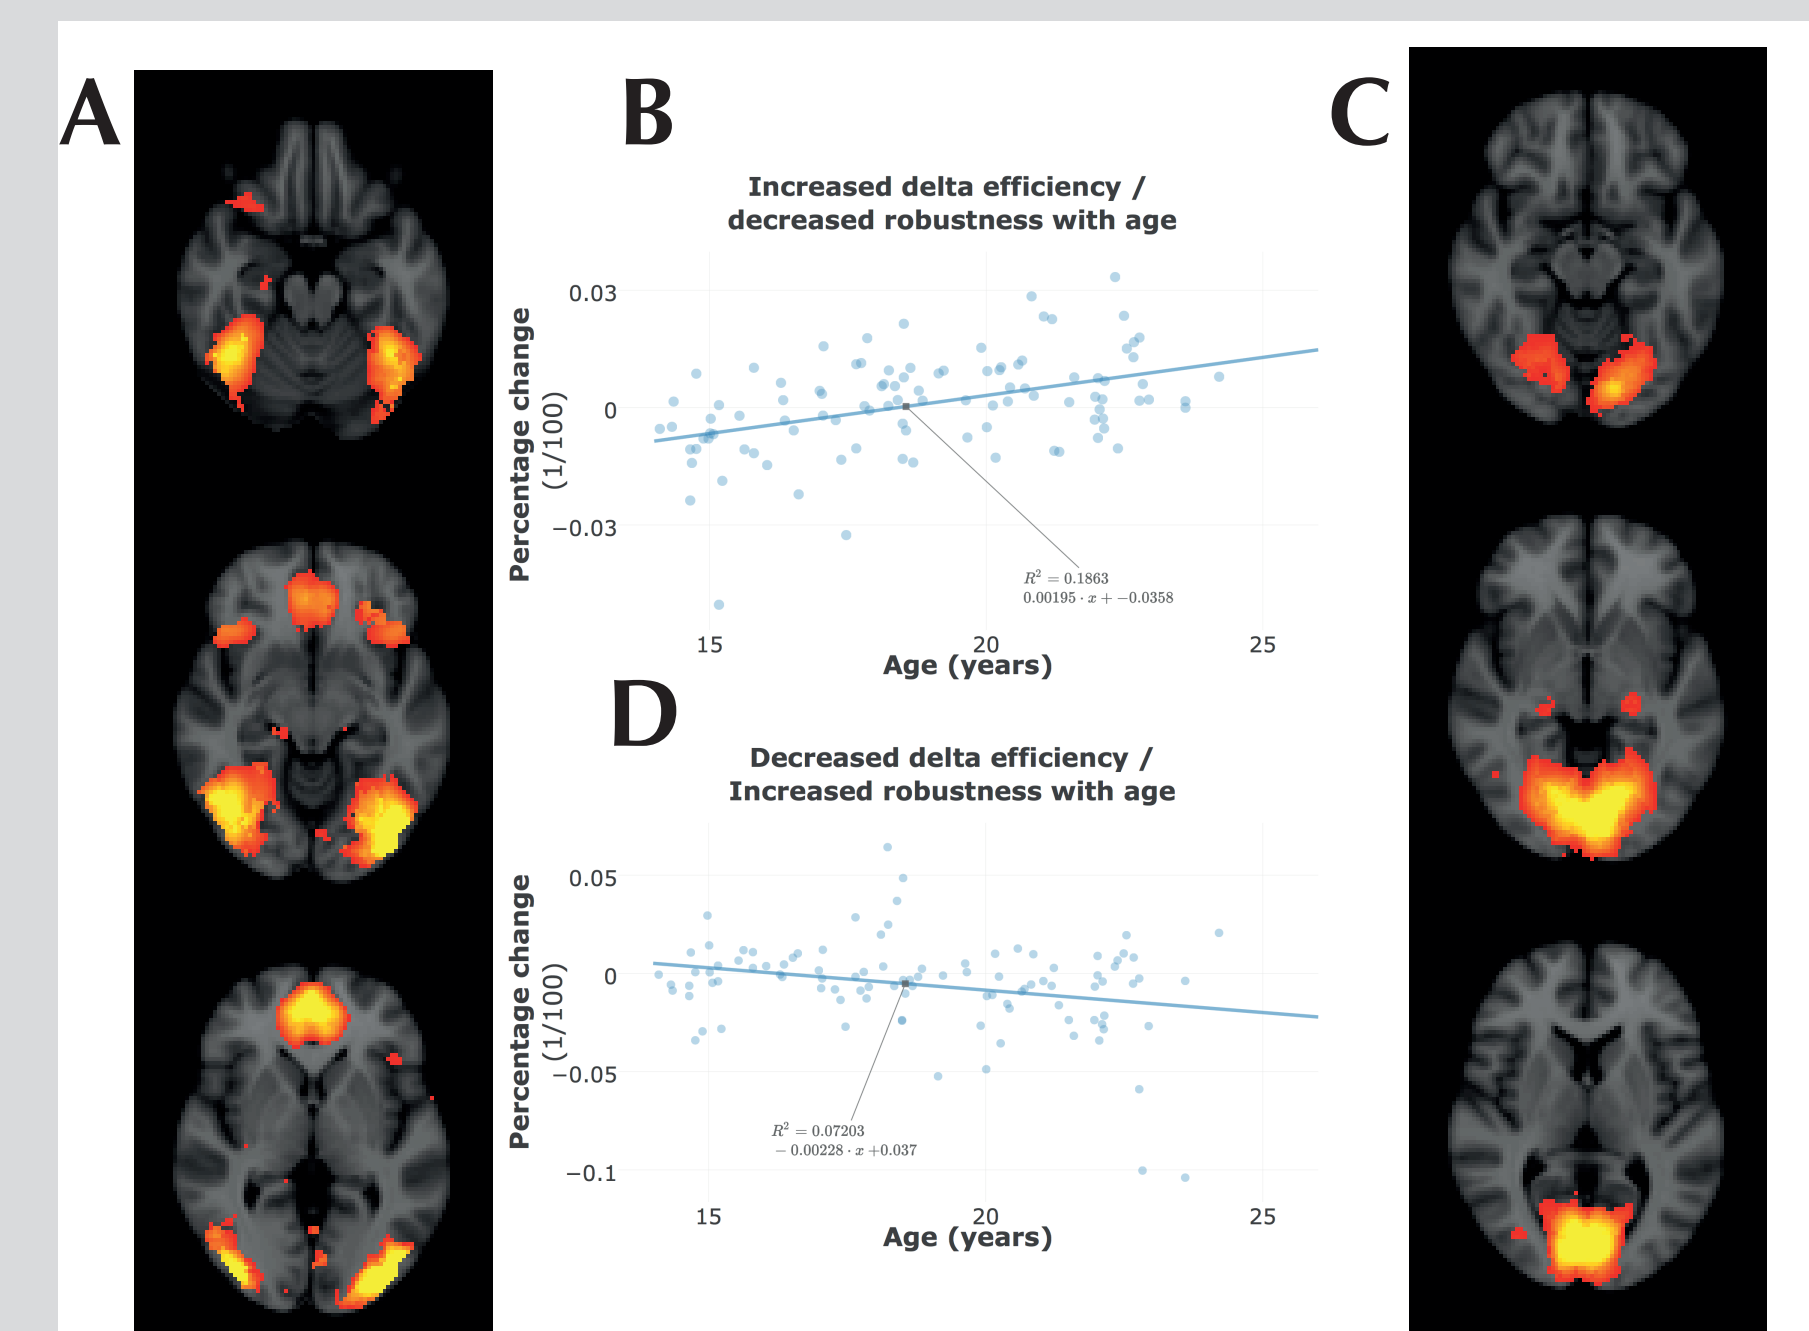 A
B
C
Increased delta efficiency /
decreased robustness with age
Percentage change
(1/100)
0.03
0
−0.03
R² = 0.1863
0.00195 · x + −0.0358
15
20
25
Age (years)
D
Decreased delta efficiency /
Increased robustness with age
Percentage change
(1/100)
0.05
0
−0.05
−0.1
R² = 0.07203
− 0.00228 · x +0.037
15
20
25
Age (years)